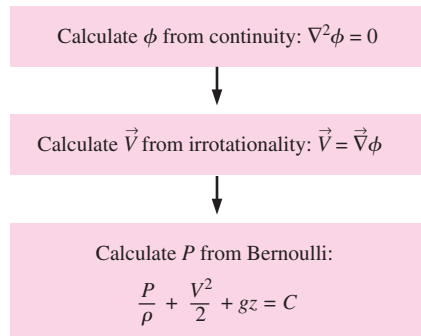 Calculate ϕ from continuity: ∇²ϕ = 0
Calculate V⃗ from irrotationality: V⃗ = ∇⃗ϕ
Calculate P from Bernoulli:
P/ρ + V²/2 + gz = C